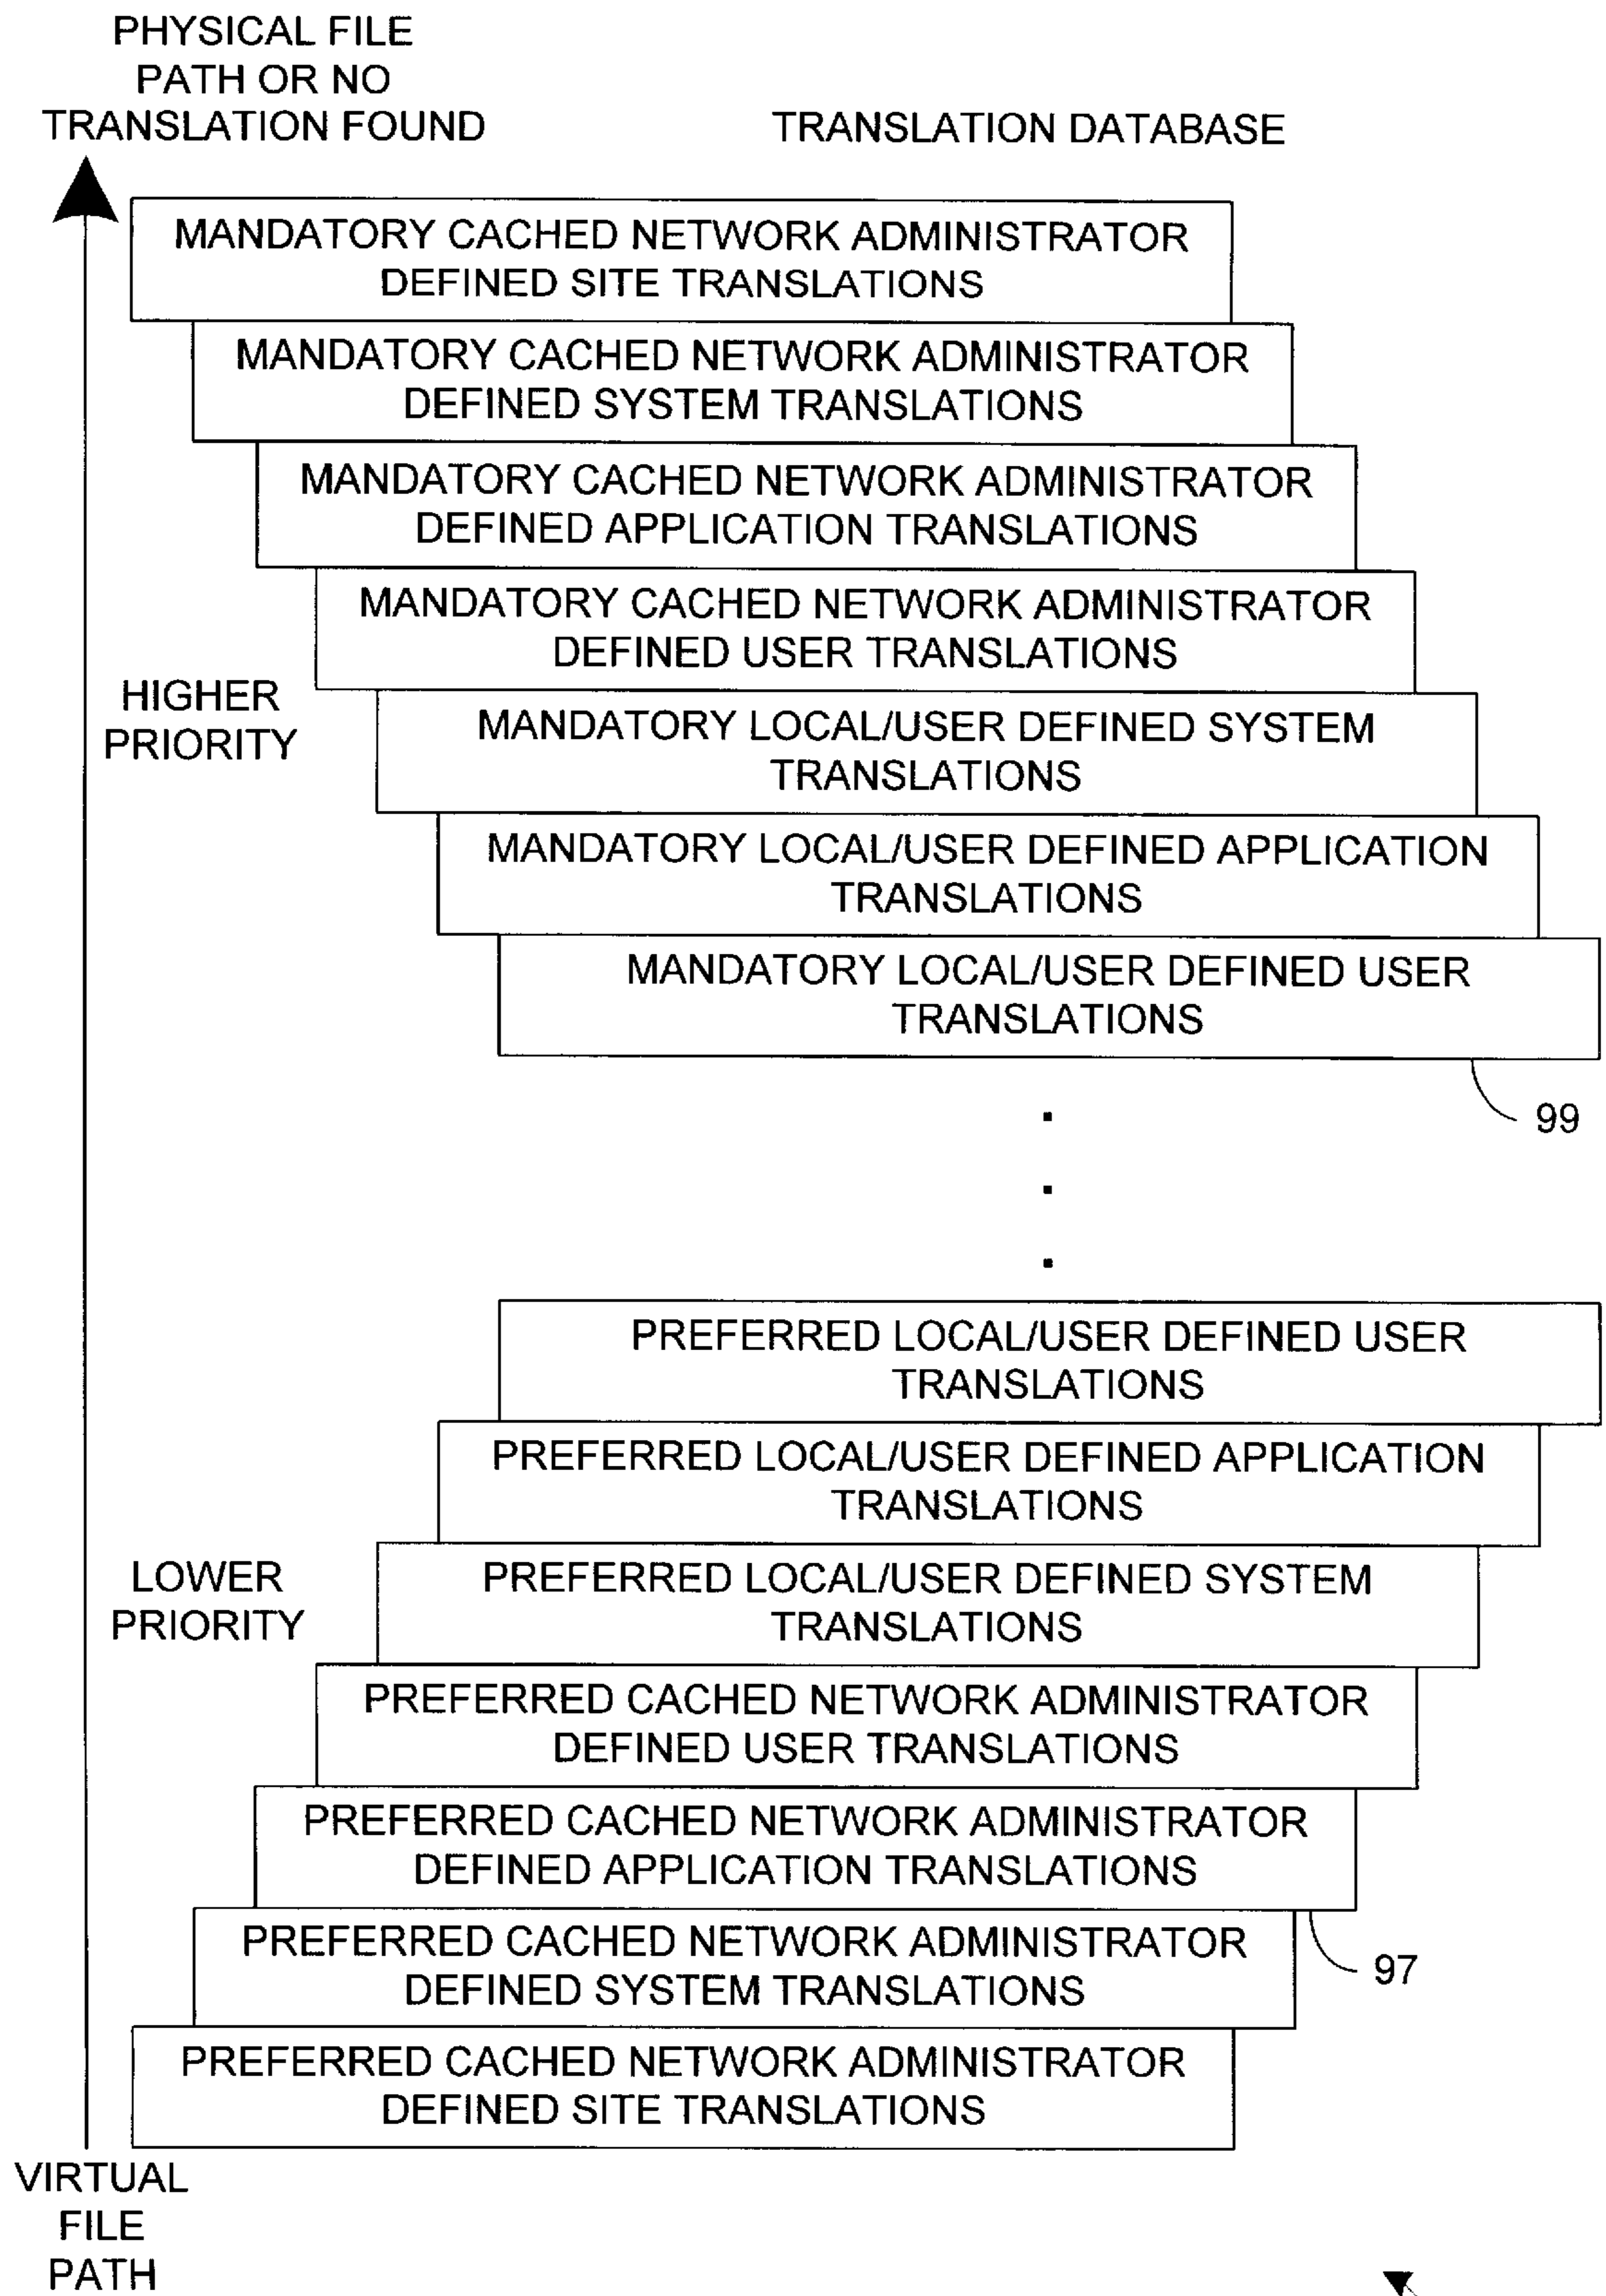 PHYSICAL FILE
PATH OR NO
TRANSLATION FOUND
TRANSLATION DATABASE
MANDATORY CACHED NETWORK ADMINISTRATOR
DEFINED SITE TRANSLATIONS
MANDATORY CACHED NETWORK ADMINISTRATOR
DEFINED SYSTEM TRANSLATIONS
MANDATORY CACHED NETWORK ADMINISTRATOR
DEFINED APPLICATION TRANSLATIONS
MANDATORY CACHED NETWORK ADMINISTRATOR
DEFINED USER TRANSLATIONS
HIGHER
PRIORITY
MANDATORY LOCAL/USER DEFINED SYSTEM
TRANSLATIONS
MANDATORY LOCAL/USER DEFINED APPLICATION
TRANSLATIONS
MANDATORY LOCAL/USER DEFINED USER
TRANSLATIONS
99
PREFERRED LOCAL/USER DEFINED USER
TRANSLATIONS
PREFERRED LOCAL/USER DEFINED APPLICATION
TRANSLATIONS
LOWER
PRIORITY
PREFERRED LOCAL/USER DEFINED SYSTEM
TRANSLATIONS
PREFERRED CACHED NETWORK ADMINISTRATOR
DEFINED USER TRANSLATIONS
PREFERRED CACHED NETWORK ADMINISTRATOR
DEFINED APPLICATION TRANSLATIONS
97
PREFERRED CACHED NETWORK ADMINISTRATOR
DEFINED SYSTEM TRANSLATIONS
PREFERRED CACHED NETWORK ADMINISTRATOR
DEFINED SITE TRANSLATIONS
VIRTUAL
FILE
PATH